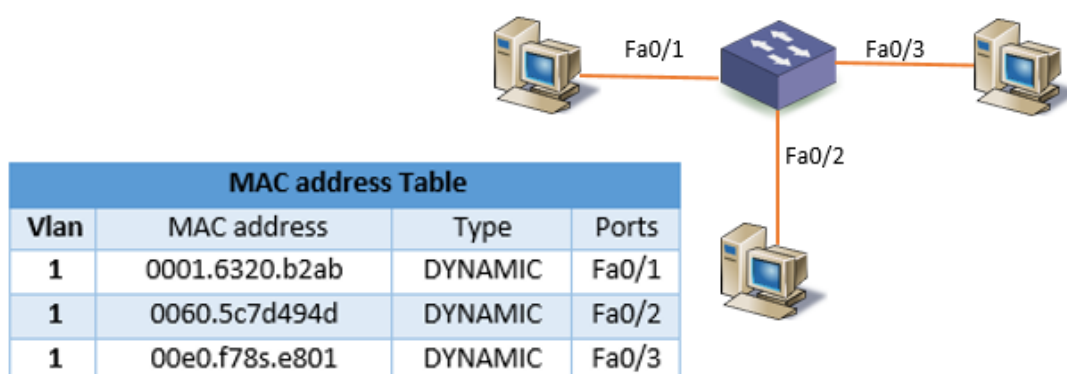 Fa0/1
Fa0/3
Fa0/2
MAC address Table
Vlan MAC address Type Ports
1 0001.6320.b2ab DYNAMIC Fa0/1
1 0060.5c7d494d DYNAMIC Fa0/2
1 00e0.f78s.e801 DYNAMIC Fa0/3